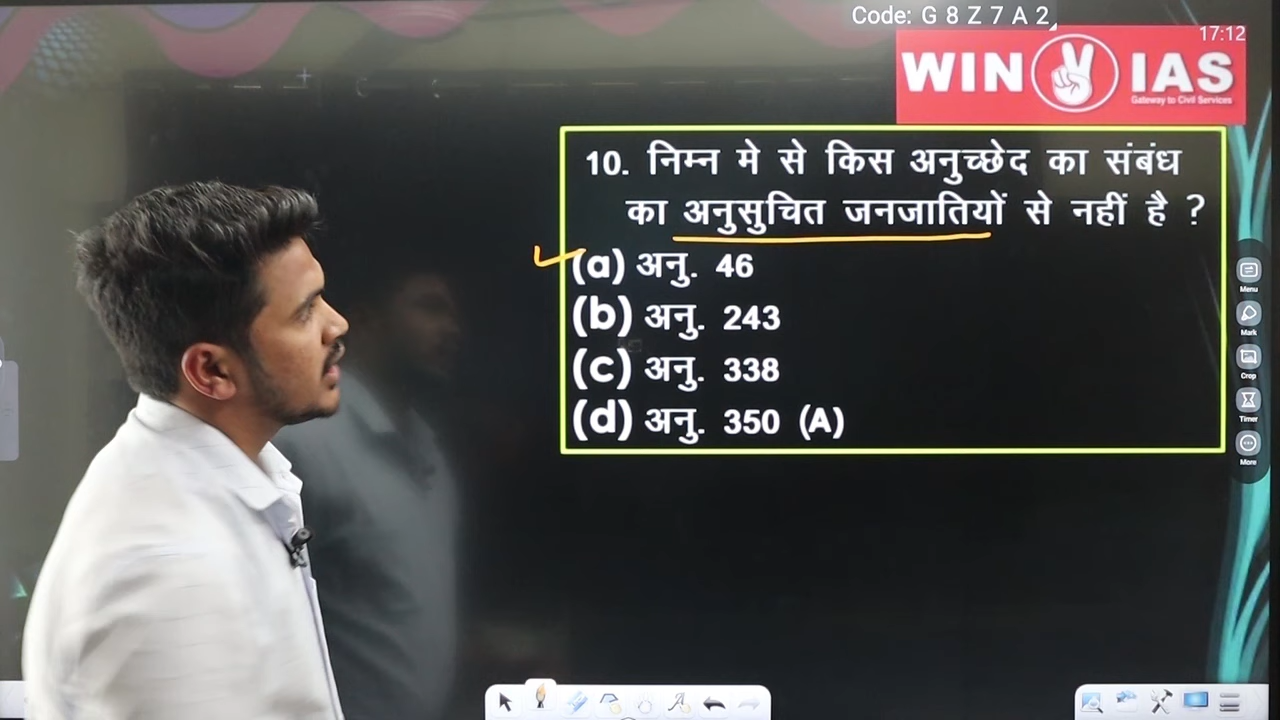 Code: G 8 Z 7 A 2
17:12
WIN IAS
Gateway to Civil Services
10. निम्न मे से किस अनुच्छेद का संबंध
का अनुसुचित जनजातियों से नहीं है ?
(a) अनु. 46
(b) अनु. 243
(c) अनु. 338
(d) अनु. 350 (A)
Menu
Mark
Crop
Timer
More